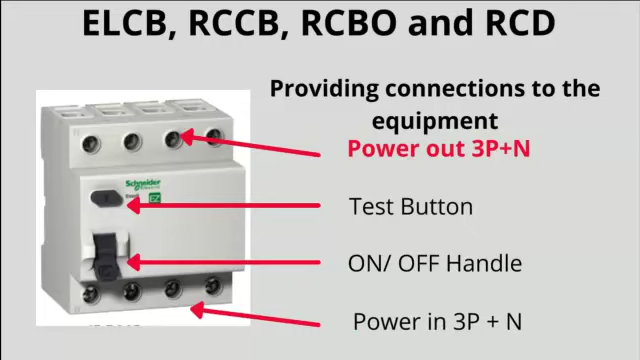 ELCB, RCCB, RCBO and RCD
Providing connections to the
equipment
Power out 3P+N
Schneider
Test Button
ON/ OFF Handle
Power in 3P + N